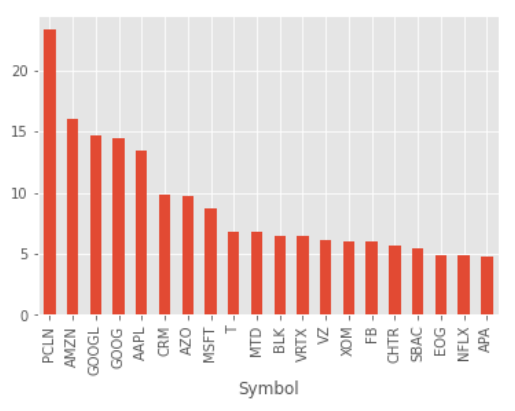 20
15
10
5
0
PCLN
AMZN
GOOGL
GOOG
AAPL
CRM
AZO
MSFT
T
MTD
BLK
VRTX
VZ
XOM
FB
CHTR
SBAC
EOG
NFLX
APA
Symbol